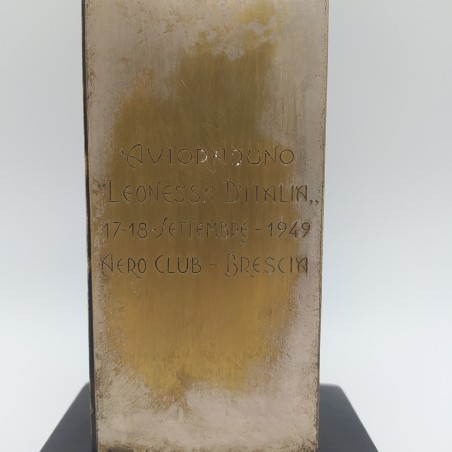 AVIORADUNO
"LEONESSA D'ITALIA,,
17-18-SETTEMBRE-1949
AERO CLUB - BRESCIA